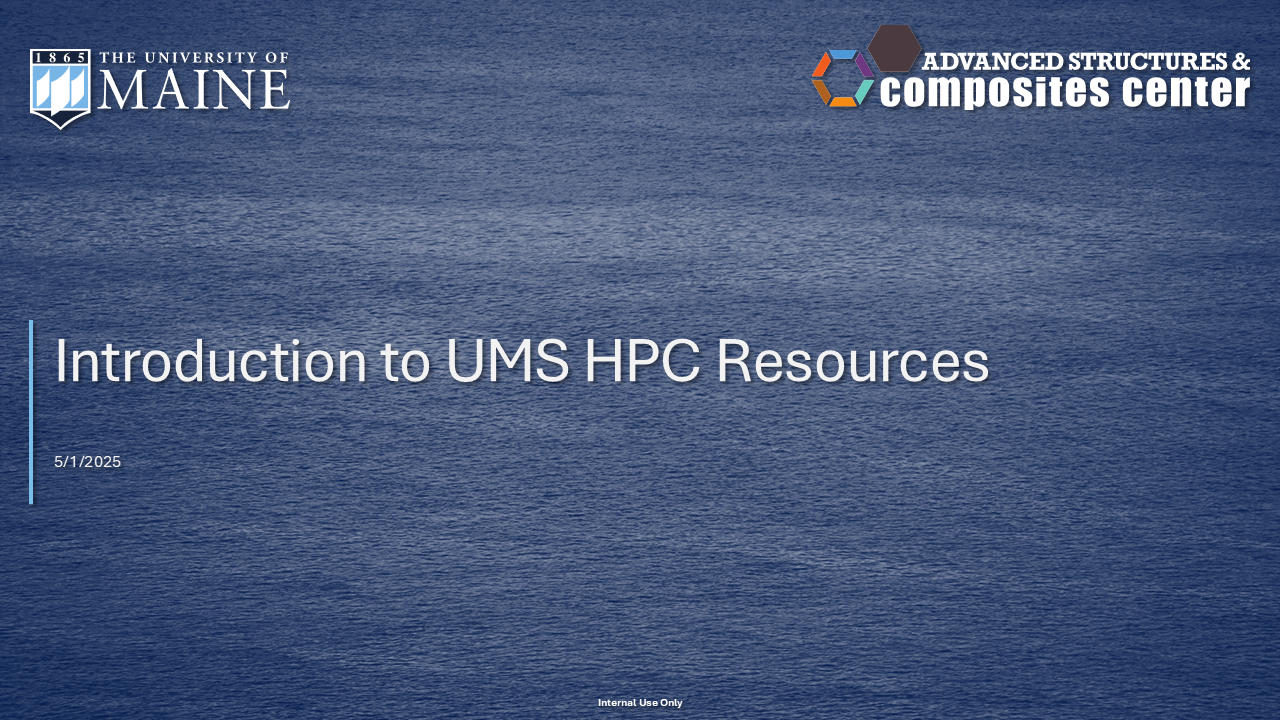 1865
THE UNIVERSITY OF
MAINE
ADVANCED STRUCTURES &
composites center
Introduction to UMS HPC Resources
5/1/2025
Internal Use Only